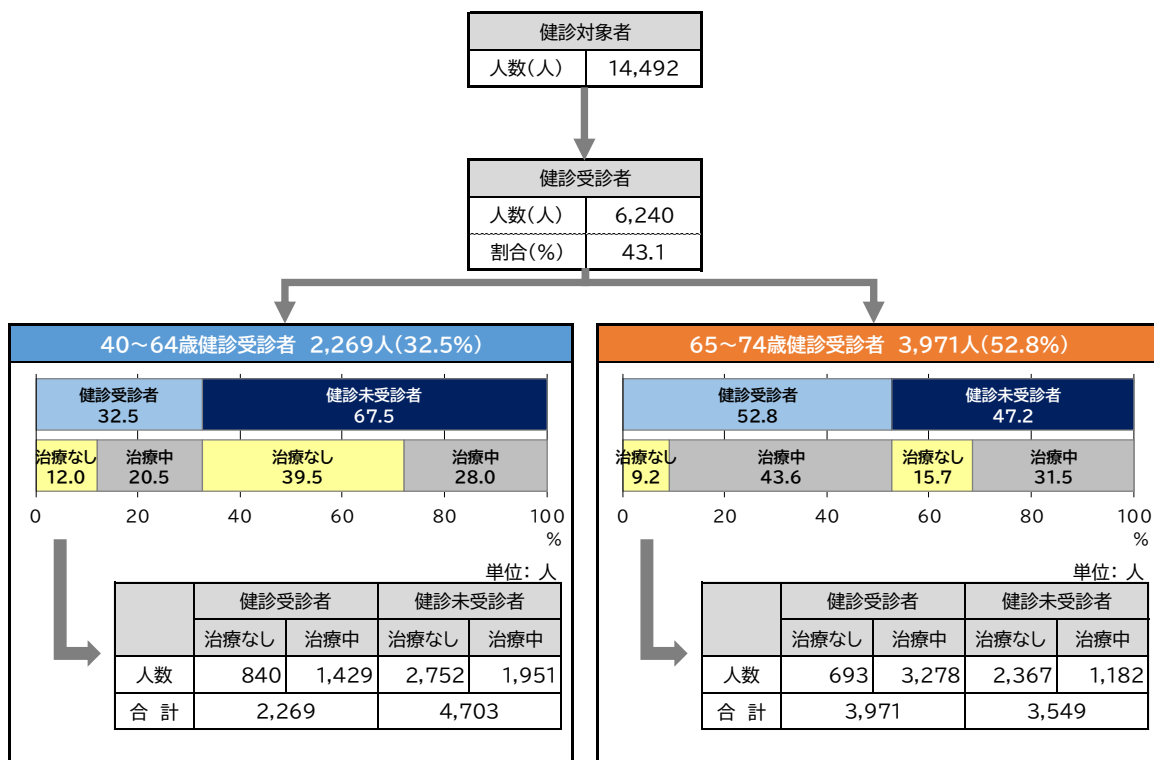 健診対象者
人数(人) 14,492
健診受診者
人数(人) 6,240
割合(%) 43.1
40～64歳健診受診者 2,269人(32.5%)
健診受診者 健診未受診者
32.5 67.5
治療なし 治療中 治療なし 治療中
12.0 20.5 39.5 28.0
0 20 40 60 80 100
%
単位： 人
健診受診者 健診未受診者
治療なし 治療中 治療なし 治療中
人数 840 1,429 2,752 1,951
合 計 2,269 4,703
65～74歳健診受診者 3,971人(52.8%)
健診受診者 健診未受診者
52.8 47.2
治療なし 治療中 治療なし 治療中
9.2 43.6 15.7 31.5
0 20 40 60 80 100
%
単位： 人
健診受診者 健診未受診者
治療なし 治療中 治療なし 治療中
人数 693 3,278 2,367 1,182
合 計 3,971 3,549